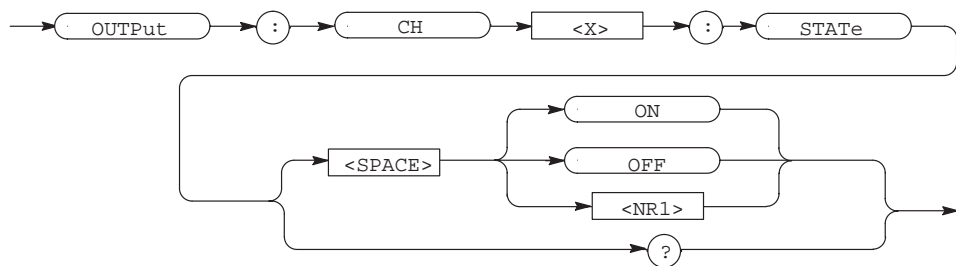 OUTPut : CH <X> : STATe
ON
<SPACE> OFF
<NR1>
?